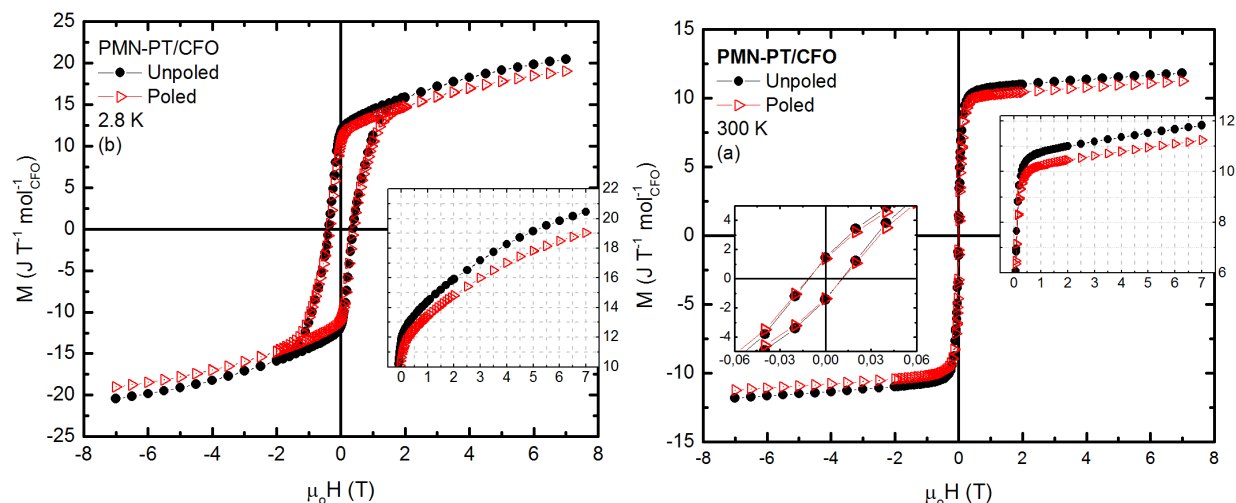 25
20
15
10
5
0
-5
-10
-15
-20
-25
M (J T⁻¹ mol⁻¹CFO)
PMN-PT/CFO
Unpoled
Poled
2.8 K
(b)
22
20
18
16
14
12
10
0 1 2 3 4 5 6 7
-8 -6 -4 -2 0 2 4 6 8
μoH (T)
15
10
5
0
-5
-10
-15
M (J T⁻¹ mol⁻¹CFO)
PMN-PT/CFO
Unpoled
Poled
300 K
(a)
12
10
8
6
0 1 2 3 4 5 6 7
4
2
0
-2
-4
-0,06 -0,03 0,00 0,03 0,06
-8 -6 -4 -2 0 2 4 6 8
μoH (T)